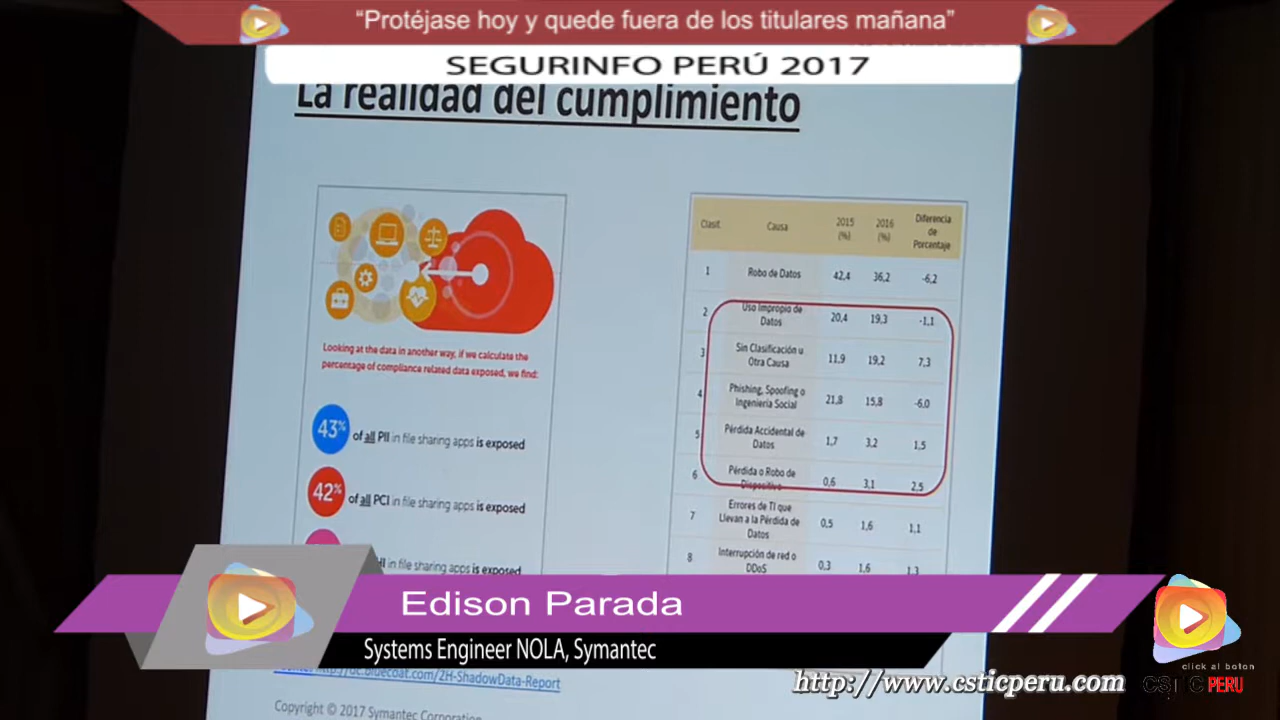 “Protéjase hoy y quede fuera de los titulares mañana”
SEGURINFO PERÚ 2017
La realidad del cumplimiento
Looking at the data in another way, if we calculate the
percentage of compliance related data exposed, we find:
43%
of all PII in file sharing apps is exposed
42%
of all PCI in file sharing apps is exposed
in file sharing apps is exposed
Clasif. Causa 2015 (%) 2016 (%) Diferencia de Porcentaje
1 Robo de Datos 42,4 36,2 -6,2
2 Uso Impropio de Datos 20,4 19,3 -1,1
3 Sin Clasificación u Otra Causa 11,9 19,2 7,3
4 Phishing, Spoofing o Ingeniería Social 21,8 15,8 -6,0
5 Pérdida Accidental de Datos 1,7 3,2 1,5
6 Pérdida o Robo de Dispositivo 0,6 3,1 2,5
7 Errores de TI que Llevan a la Pérdida de Datos 0,5 1,6 1,1
8 Interrupción de red o DDoS 0,3 1,6 1,3
Edison Parada
Systems Engineer NOLA, Symantec
http://dc.bluecoat.com/2H-ShadowData-Report
Copyright © 2017 Symantec Corporation
http://www.csticperu.com
click al boton
CSTIC PERU